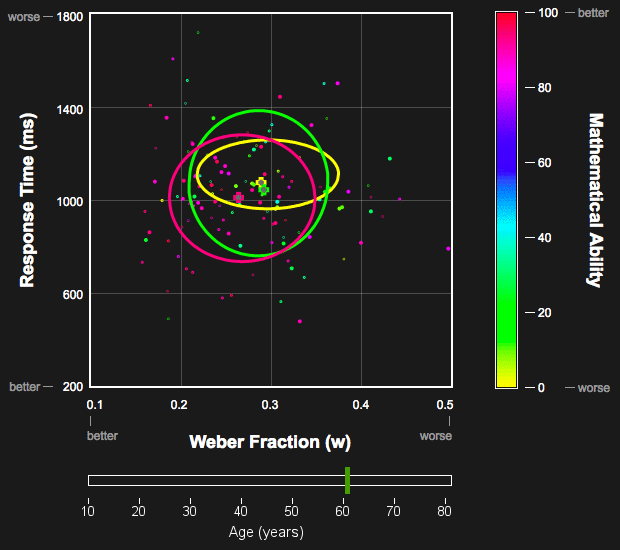 worse — 1800
1400
1000
600
better — 200
Response Time (ms)
0.1 0.2 0.3 0.4 0.5
better worse
Weber Fraction (w)
100 — better
80
60
40
20
0 — worse
Mathematical Ability
10 20 30 40 50 60 70 80
Age (years)